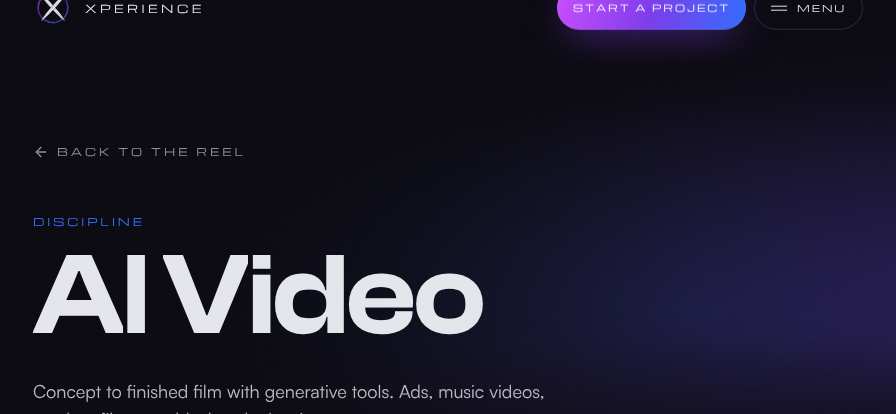 XPERIENCE
START A PROJECT
MENU
BACK TO THE REEL
DISCIPLINE
AI Video
Concept to finished film with generative tools. Ads, music videos,